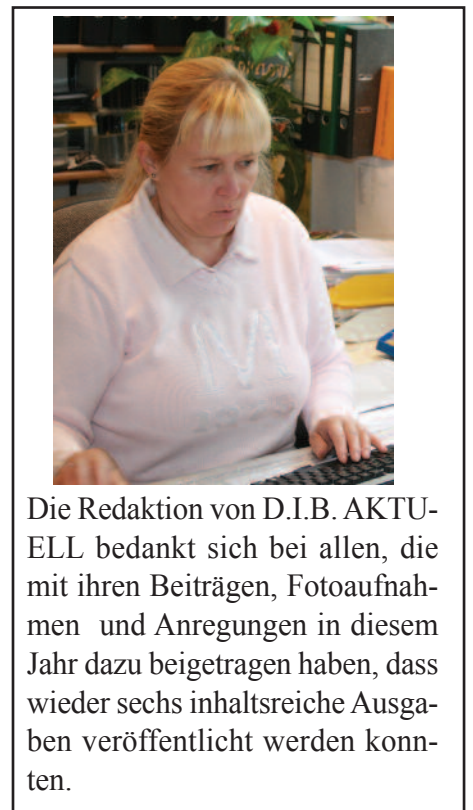 Die Redaktion von D.I.B. AKTU-
ELL bedankt sich bei allen, die
mit ihren Beiträgen, Fotoaufnah-
men und Anregungen in diesem
Jahr dazu beigetragen haben, dass
wieder sechs inhaltsreiche Ausga-
ben veröffentlicht werden konn-
ten.